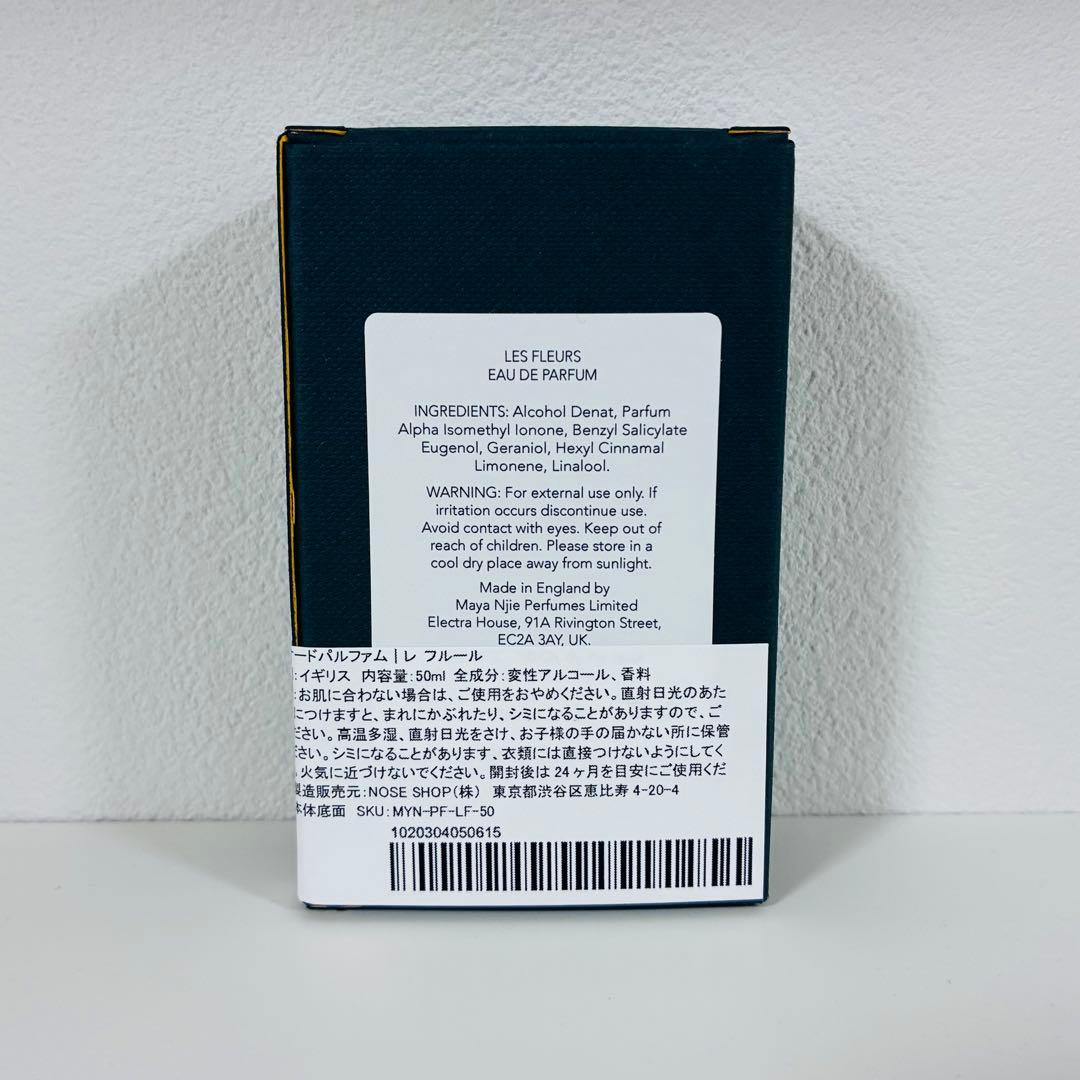 LES FLEURS
EAU DE PARFUM
INGREDIENTS: Alcohol Denat, Parfum
Alpha Isomethyl Ionone, Benzyl Salicylate
Eugenol, Geraniol, Hexyl Cinnamal
Limonene, Linalool.
WARNING: For external use only. If
irritation occurs discontinue use.
Avoid contact with eyes. Keep out of
reach of children. Please store in a
cool dry place away from sunlight.
Made in England by
Maya Njie Perfumes Limited
Electra House, 91A Rivington Street,
EC2A 3AY, UK.
ードパルファム|レ フルール
:イギリス 内容量:50ml 全成分:変性アルコール、香料
:お肌に合わない場合は、ご使用をおやめください。直射日光のあた
につけますと、まれにかぶれたり、シミになることがありますので、ご
ださい。高温多湿、直射日光をさけ、お子様の手の届かない所に保管
さい。シミになることがあります、衣類には直接つけないようにしてく
。火気に近づけないでください。開封後は24ヶ月を目安にご使用くだ
製造販売元:NOSE SHOP(株) 東京都渋谷区恵比寿4-20-4
本体底面 SKU:MYN-PF-LF-50
1020304050615